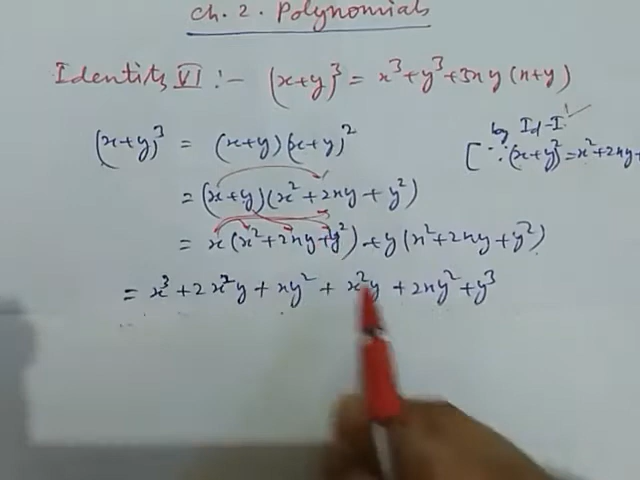 Ch. 2. Polynomials
Identity VI :- (x+y)³ = x³+y³+3xy(x+y)
(x+y)³ = (x+y)(x+y)²
by Id-I
[∵(x+y)²=x²+2xy+
= (x+y)(x²+2xy+y²)
= x(x²+2xy+y²)+y(x²+2xy+y²)
= x³+2x²y+xy²+x²y+2xy²+y³